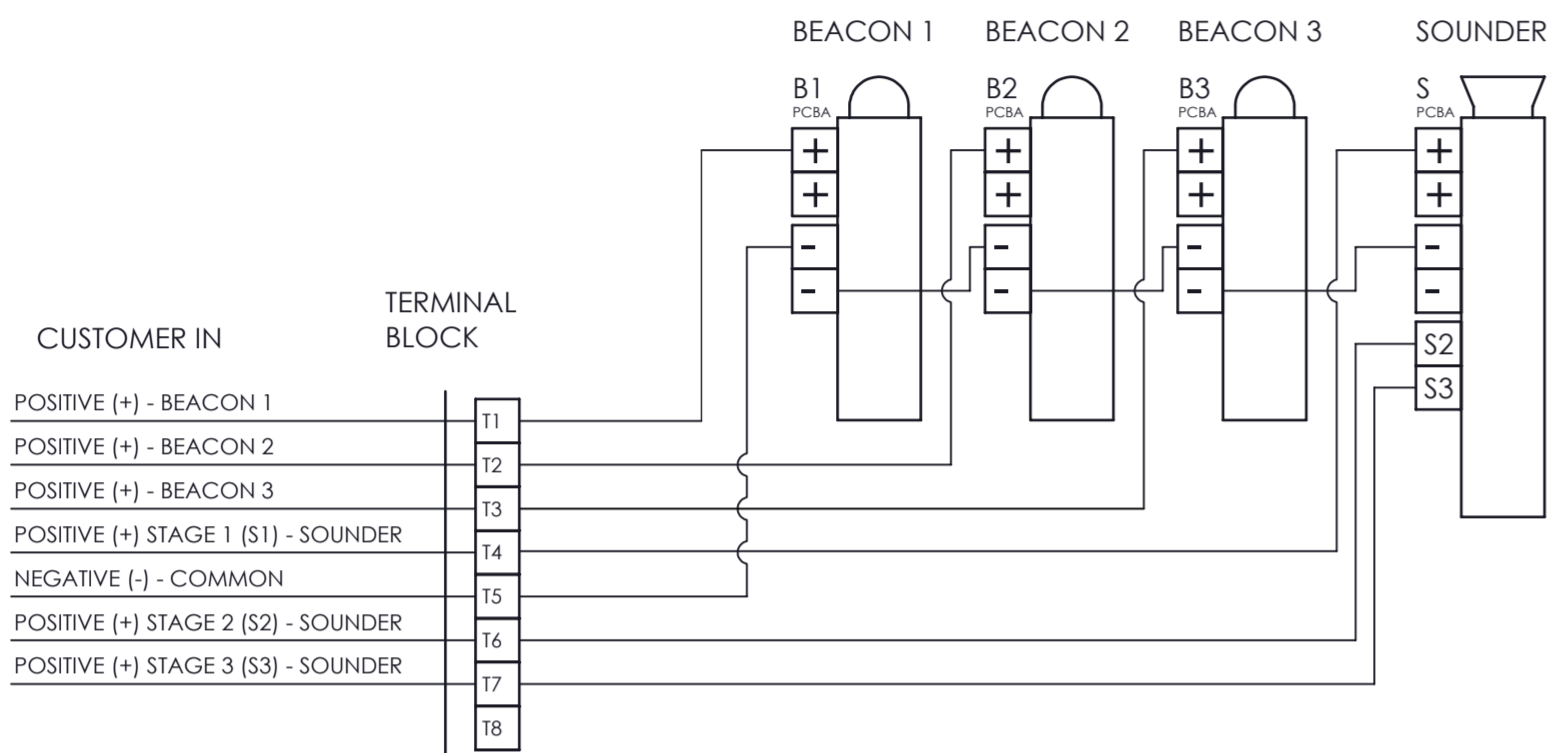 BEACON 1 BEACON 2 BEACON 3 SOUNDER
B1 B2 B3 S
PCBA PCBA PCBA PCBA
+ + + +
+ + + +
- - - -
- - - -
S2
S3
TERMINAL
BLOCK
CUSTOMER IN
POSITIVE (+) - BEACON 1
T1
POSITIVE (+) - BEACON 2
T2
POSITIVE (+) - BEACON 3
T3
POSITIVE (+) STAGE 1 (S1) - SOUNDER
T4
NEGATIVE (-) - COMMON
T5
POSITIVE (+) STAGE 2 (S2) - SOUNDER
T6
POSITIVE (+) STAGE 3 (S3) - SOUNDER
T7
T8